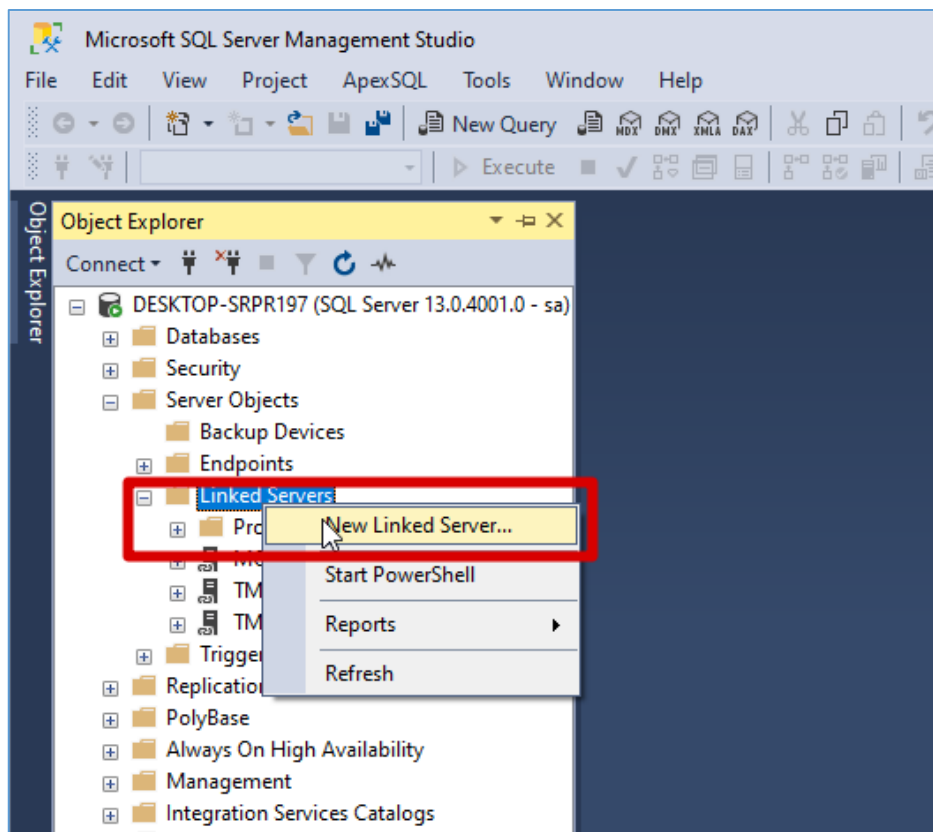 Microsoft SQL Server Management Studio
File Edit View Project ApexSQL Tools Window Help
New Query MDX DMX XMLA DAX
Execute
Object Explorer
Object Explorer
Connect
DESKTOP-SRPR197 (SQL Server 13.0.4001.0 - sa)
Databases
Security
Server Objects
Backup Devices
Endpoints
Linked Servers
New Linked Server...
Start PowerShell
TM
TM
Reports
Refresh
Replication
PolyBase
Always On High Availability
Management
Integration Services Catalogs